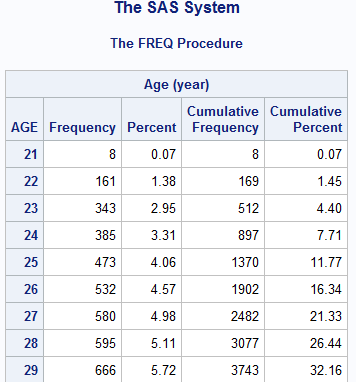 The SAS System
The FREQ Procedure
Age (year)
AGE Frequency Percent Cumulative Frequency Cumulative Percent
21 8 0.07 8 0.07
22 161 1.38 169 1.45
23 343 2.95 512 4.40
24 385 3.31 897 7.71
25 473 4.06 1370 11.77
26 532 4.57 1902 16.34
27 580 4.98 2482 21.33
28 595 5.11 3077 26.44
29 666 5.72 3743 32.16